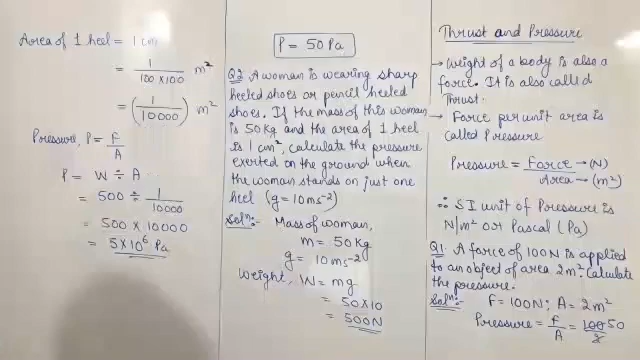 Thrust and Pressure
→ Weight of a body is also a
force. It is also called
Thrust.
→ Force per unit area is
called Pressure
Pressure = Force → (N)
Area → (m²)
∴ SI unit of Pressure is
N/m² or Pascal (Pa)
Q1. A force of 100N is applied
to an object of area 2m². Calculate
the pressure.
Solⁿ:- F = 100N; A = 2m²
Pressure = F/A = 100/2 50
P = 50 Pa
Q2. A woman is wearing sharp
heeled shoes or pencil heeled
shoes. If the mass of this woman
is 50 Kg and the area of 1 heel
is 1 cm², calculate the pressure
exerted on the ground when
the woman stands on just one
heel (g = 10ms⁻²)
Solⁿ:- Mass of woman,
m = 50 Kg
g = 10 ms⁻²
Weight, W = mg
= 50 x 10
= 500N
Area of 1 heel = 1 cm
= 1/100 x 100 m²
= (1/10000) m²
Pressure, P = F/A
P = W ÷ A
= 500 ÷ 1/10000
= 500 x 10000
= 5 x 10⁶ Pa